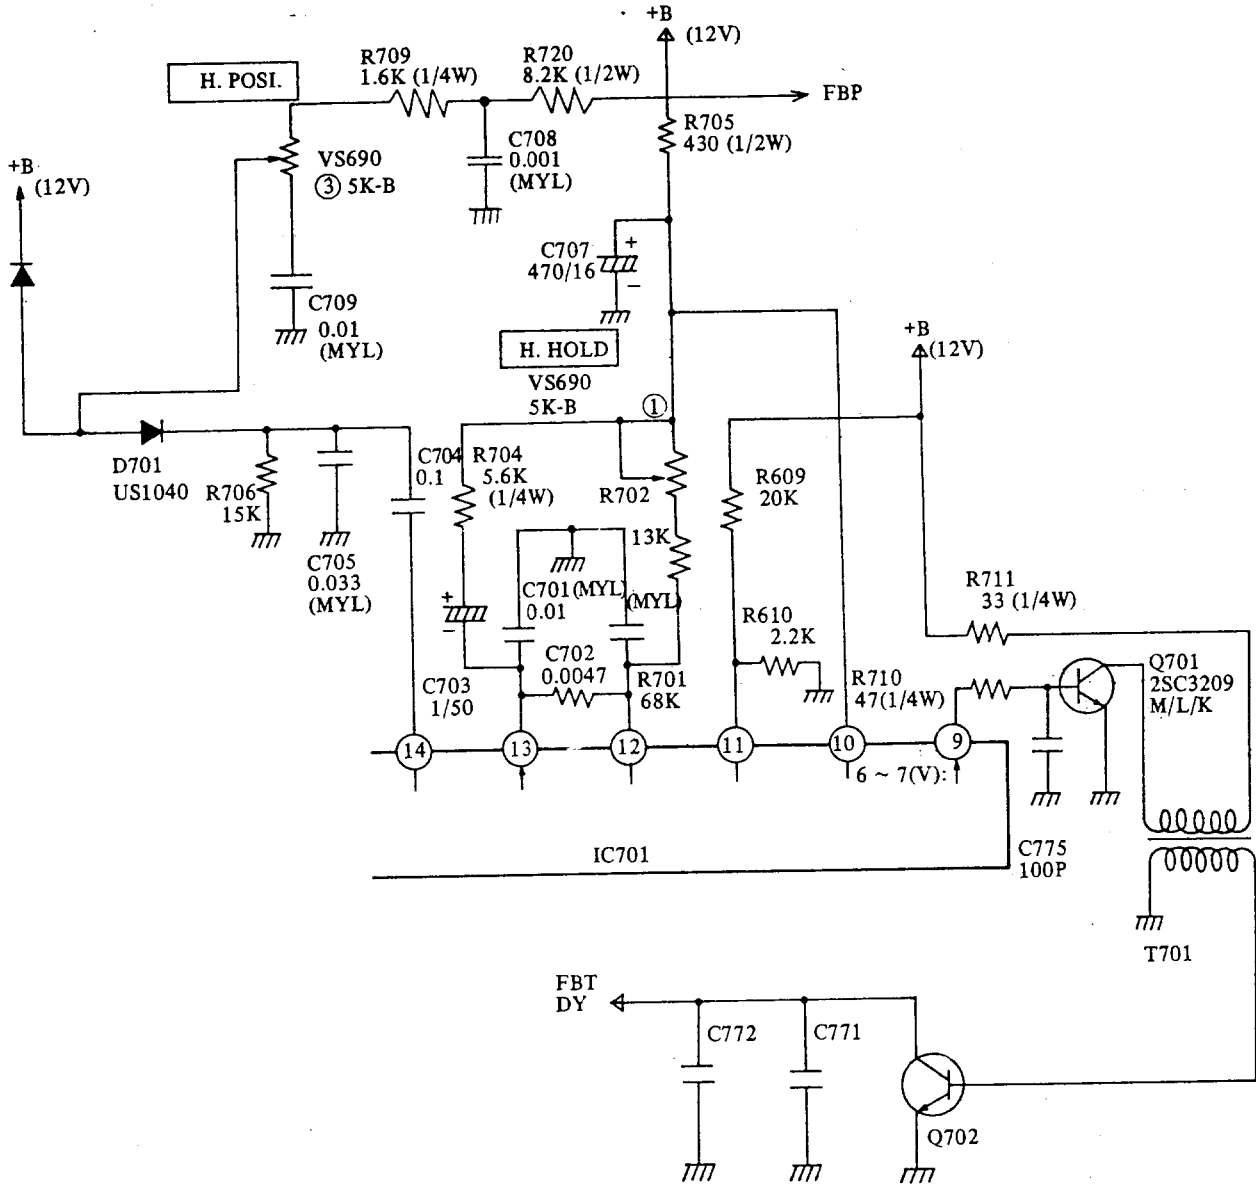 +B
(12V)
R709
1.6K (1/4W)
R720
8.2K (1/2W)
H. POSI.
FBP
R705
430 (1/2W)
C708
0.001
(MYL)
+B
(12V)
VS690
③ 5K-B
C707
470/16
+
−
C709
0.01
(MYL)
H. HOLD
VS690
5K-B
①
+B
(12V)
D701
US1040
R706
15K
C704
0.1
R704
5.6K
(1/4W)
R702
R609
20K
13K
C705
0.033
(MYL)
C701 (MYL)
0.01
(MYL)
+
−
R711
33 (1/4W)
R610
2.2K
C702
0.0047
C703
1/50
R701
68K
R710
47(1/4W)
Q701
2SC3209
M/L/K
14
13
12
11
10
9
6 ~ 7(V):
IC701
C775
100P
T701
FBT
DY
C772
C771
Q702